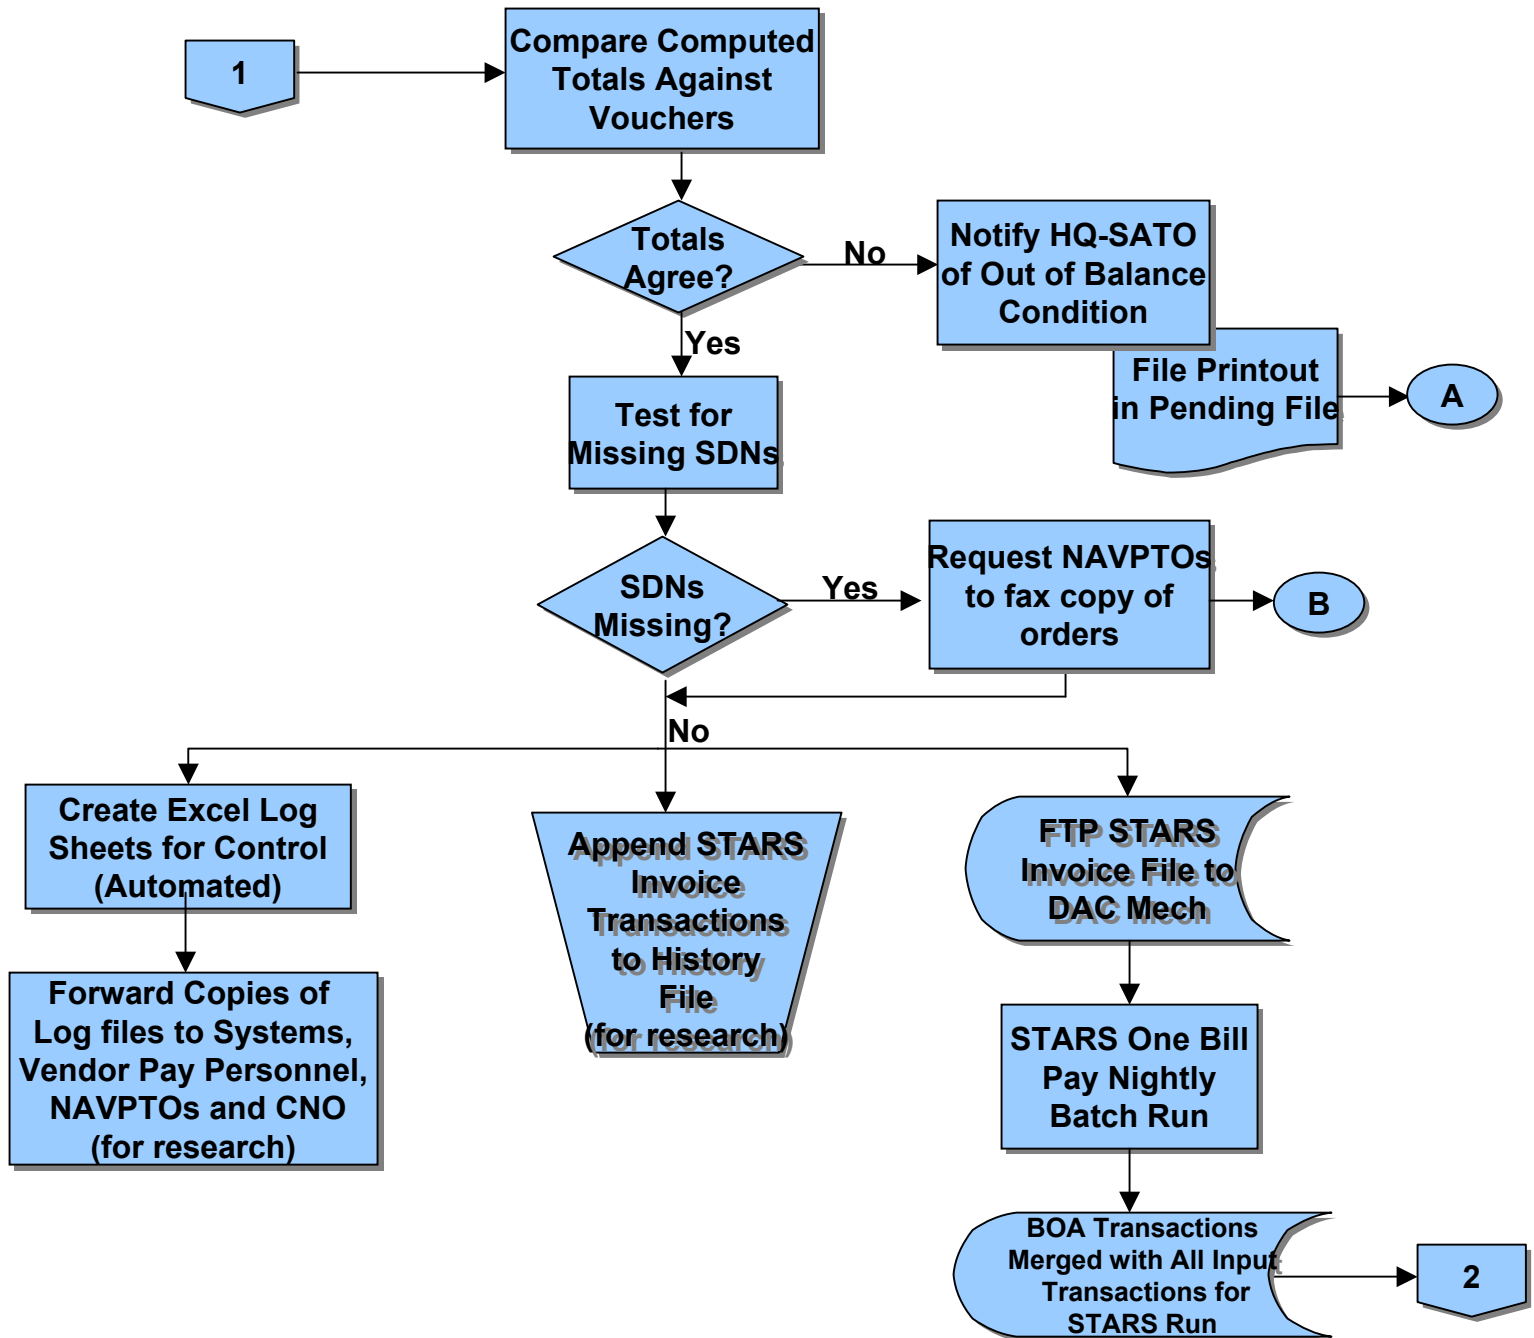 1
Compare Computed
Totals Against
Vouchers
Totals
Agree?
No
Notify HQ-SATO
of Out of Balance
Condition
Yes
File Printout
in Pending File
A
Test for
Missing SDNs
SDNs
Missing?
Yes
Request NAVPTOs
to fax copy of
orders
B
No
Create Excel Log
Sheets for Control
(Automated)
Append STARS
Invoice
Transactions
to History
File
(for research)
FTP STARS
Invoice File to
DAC Mech
Forward Copies of
Log files to Systems,
Vendor Pay Personnel,
NAVPTOs and CNO
(for research)
STARS One Bill
Pay Nightly
Batch Run
BOA Transactions
Merged with All Input
Transactions for
STARS Run
2